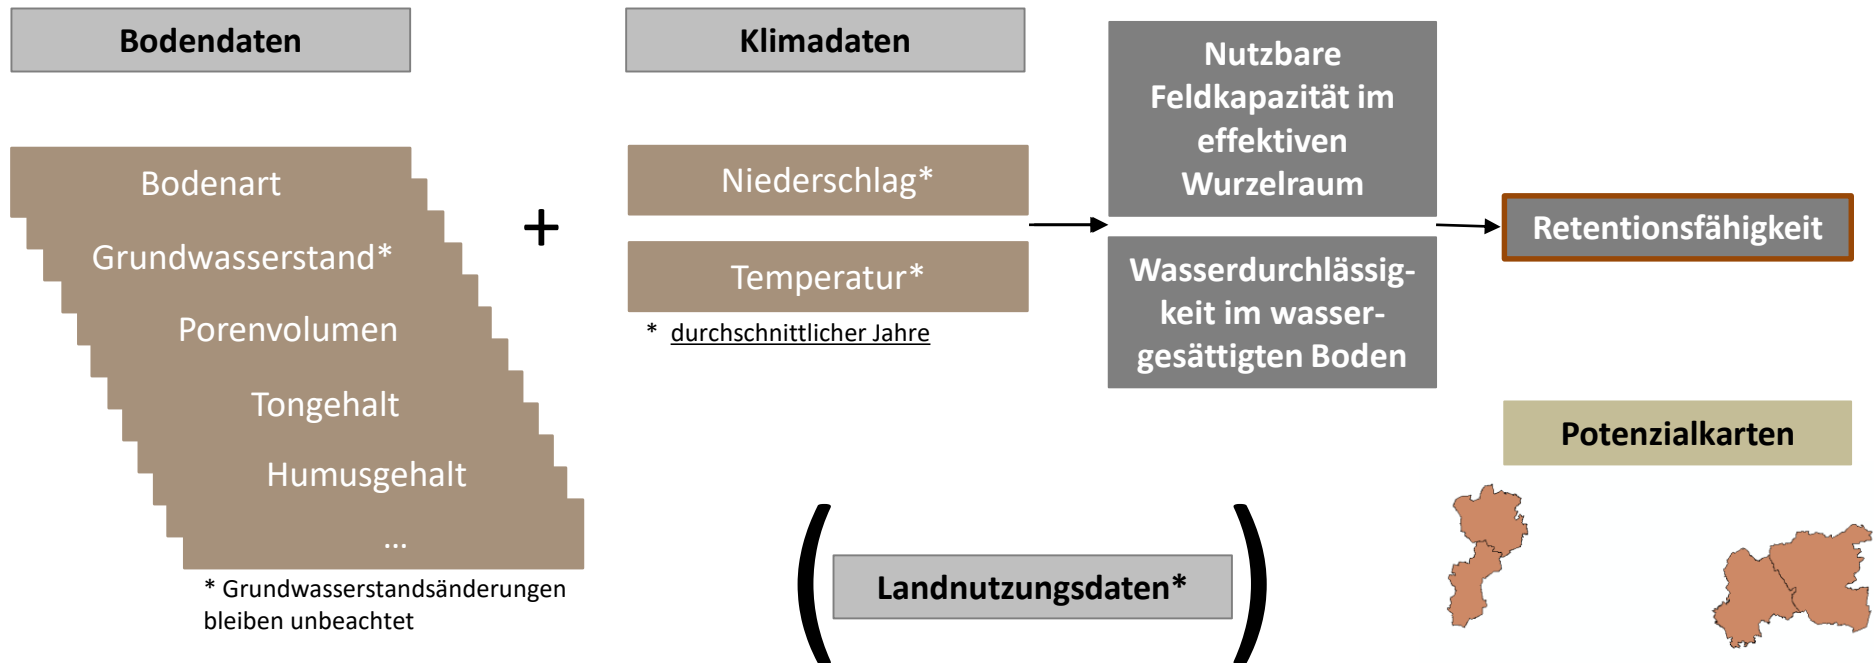 Bodendaten
Bodenart
Grundwasserstand*
Porenvolumen
Tongehalt
Humusgehalt
...
* Grundwasserstandsänderungen
bleiben unbeachtet
+
Klimadaten
Niederschlag*
Temperatur*
* durchschnittlicher Jahre
Nutzbare
Feldkapazität im
effektiven
Wurzelraum
Wasserdurchlässig-
keit im wasser-
gesättigten Boden
Retentionsfähigkeit
Potenzialkarten
(Landnutzungsdaten*)